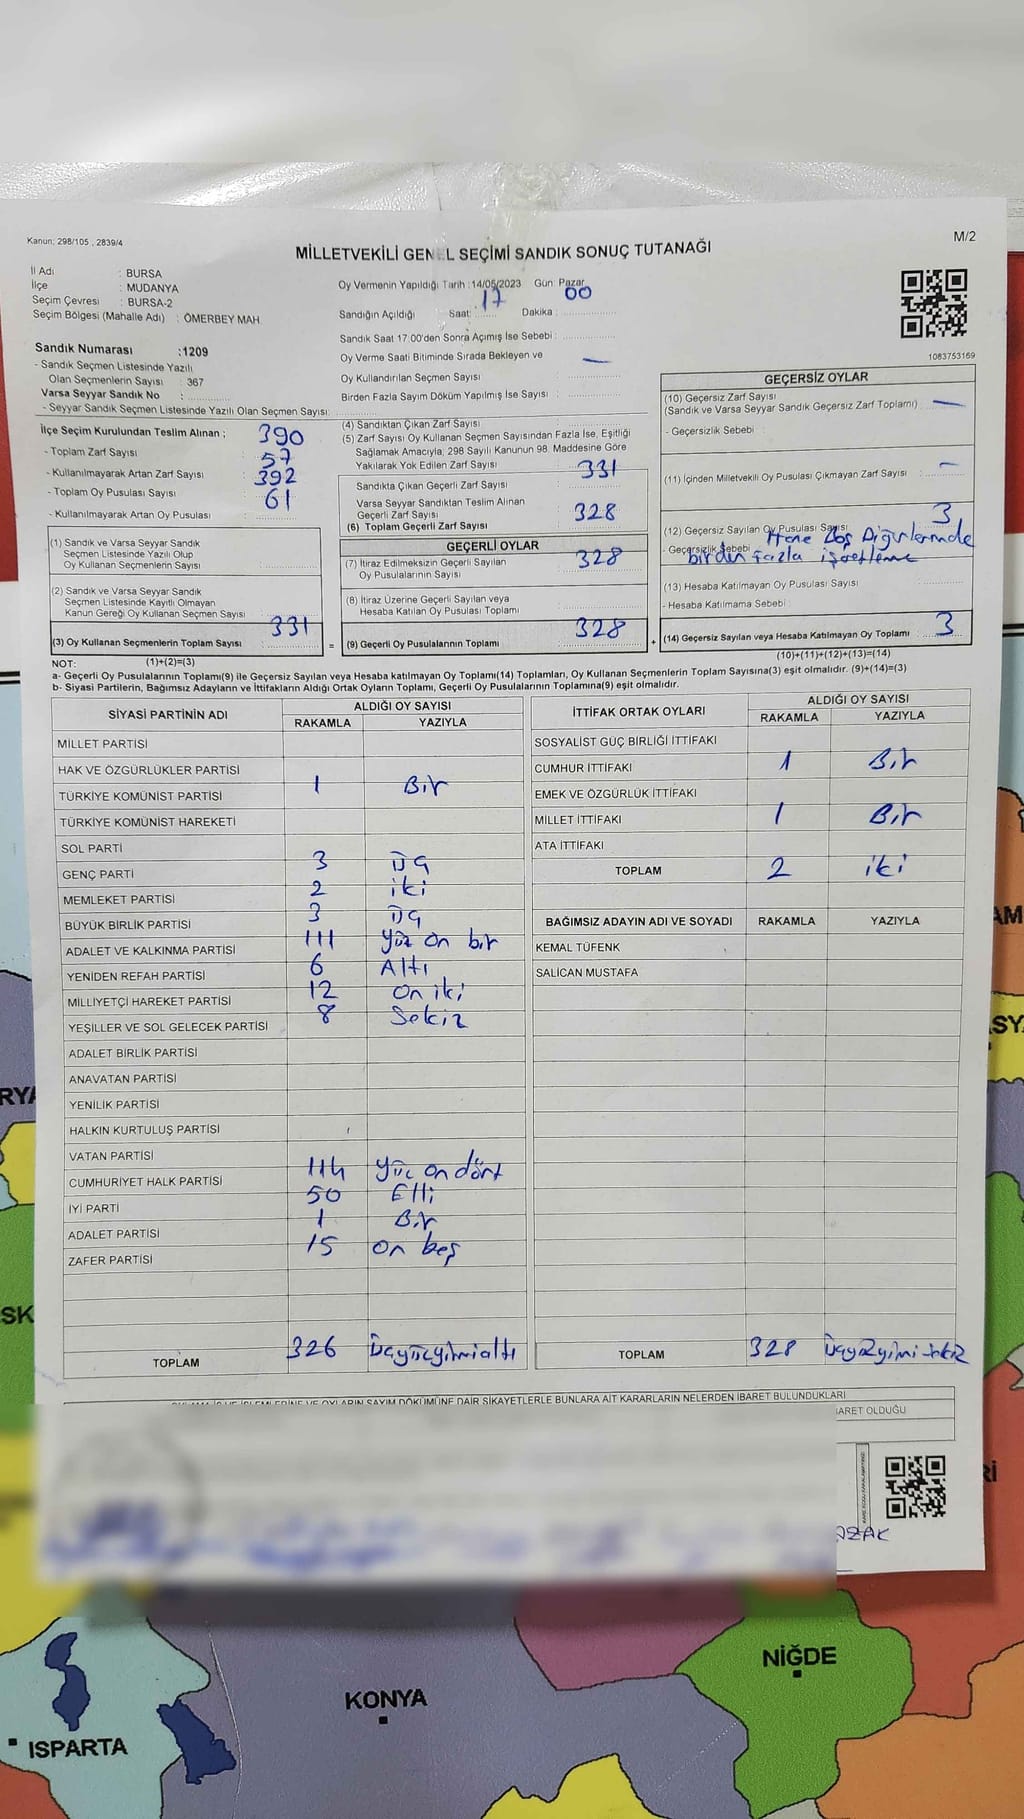 Kanun; 298/105 , 2839/4
M/2
MİLLETVEKİLİ GENEL SEÇİMİ SANDIK SONUÇ TUTANAĞI
İl Adı : BURSA
İlçe : MUDANYA
Seçim Çevresi : BURSA-2
Seçim Bölgesi (Mahalle Adı) : ÖMERBEY MAH.
Sandık Numarası :1209
- Sandık Seçmen Listesinde Yazılı
Olan Seçmenlerin Sayısı : 367
Varsa Seyyar Sandık No :
- Seyyar Sandık Seçmen Listesinde Yazılı Olan Seçmen Sayısı:
Oy Vermenin Yapıldığı Tarih :14/05/2023 Gün: Pazar
Sandığın Açıldığı Saat: 17 Dakika : 00
Sandık Saat 17.00'den Sonra Açımış İse Sebebi :
Oy Verme Saati Bitiminde Sırada Bekleyen ve —
Oy Kullandırılan Seçmen Sayısı :
Birden Fazla Sayım Döküm Yapılmış İse Sayısı :
1083753169
İlçe Seçim Kurulundan Teslim Alınan ;
- Toplam Zarf Sayısı : 390
- Kullanılmayarak Artan Zarf Sayısı : 57
- Toplam Oy Pusulası Sayısı : 392
- Kullanılmayarak Artan Oy Pusulası : 61
(1) Sandık ve Varsa Seyyar Sandık
Seçmen Listesinde Yazılı Olup
Oy Kullanan Seçmenlerin Sayısı
(2) Sandık ve Varsa Seyyar Sandık
Seçmen Listesinde Kayıtlı Olmayan
Kanun Gereği Oy Kullanan Seçmen Sayısı
(3) Oy Kullanan Seçmenlerin Toplam Sayısı 331
=
(4) Sandıktan Çıkan Zarf Sayısı
(5) Zarf Sayısı Oy Kullanan Seçmen Sayısından Fazla İse, Eşitliği
Sağlamak Amacıyla; 298 Sayılı Kanunun 98. Maddesine Göre
Yakılarak Yok Edilen Zarf Sayısı : 331
Sandıkta Çıkan Geçerli Zarf Sayısı
Varsa Seyyar Sandıktan Teslim Alınan
Geçerli Zarf Sayısı 328
(6) Toplam Geçerli Zarf Sayısı
GEÇERLİ OYLAR
(7) İtiraz Edilmeksizin Geçerli Sayılan 328
Oy Pusulalarının Sayısı
(8) İtiraz Üzerine Geçerli Sayılan veya
Hesaba Katılan Oy Pusulası Toplamı
(9) Geçerli Oy Pusulalarının Toplamı 328
+
GEÇERSİZ OYLAR
(10) Geçersiz Zarf Sayısı
(Sandık ve Varsa Seyyar Sandık Geçersiz Zarf Toplamı) —
- Geçersizlik Sebebi :
(11) İçinden Milletvekili Oy Pusulası Çıkmayan Zarf Sayısı —
(12) Geçersiz Sayılan Oy Pusulası Sayısı 3
- Geçersizlik Sebebi Boş Diğerlerinde
birden fazla işaretleme
(13) Hesaba Katılmayan Oy Pusulası Sayısı
- Hesaba Katılmama Sebebi :
(14) Geçersiz Sayılan veya Hesaba Katılmayan Oy Toplamı 3
(10)+(11)+(12)+(13)=(14)
NOT: (1)+(2)=(3)
a- Geçerli Oy Pusulalarının Toplamı(9) ile Geçersiz Sayılan veya Hesaba katılmayan Oy Toplamı(14) Toplamları, Oy Kullanan Seçmenlerin Toplam Sayısına(3) eşit olmalıdır. (9)+(14)=(3)
b- Siyasi Partilerin, Bağımsız Adayların ve İttifakların Aldığı Ortak Oyların Toplamı, Geçerli Oy Pusulalarının Toplamına(9) eşit olmalıdır.
SİYASİ PARTİNİN ADI ALDIĞI OY SAYISI
RAKAMLA YAZIYLA
MİLLET PARTİSİ
HAK VE ÖZGÜRLÜKLER PARTİSİ
TÜRKİYE KOMÜNİST PARTİSİ 1 Bir
TÜRKİYE KOMÜNİST HAREKETİ
SOL PARTİ
GENÇ PARTİ 3 Üç
MEMLEKET PARTİSİ 2 iki
BÜYÜK BİRLİK PARTİSİ 3 Üç
ADALET VE KALKINMA PARTİSİ 111 Yüz on bir
YENİDEN REFAH PARTİSİ 6 Altı
MİLLİYETÇİ HAREKET PARTİSİ 12 On iki
YEŞİLLER VE SOL GELECEK PARTİSİ 8 Sekiz
ADALET BİRLİK PARTİSİ
ANAVATAN PARTİSİ
YENİLİK PARTİSİ
HALKIN KURTULUŞ PARTİSİ
VATAN PARTİSİ
CUMHURİYET HALK PARTİSİ 114 Yüz on dört
İYİ PARTİ 50 Elli
ADALET PARTİSİ 1 Bir
ZAFER PARTİSİ 15 On beş
TOPLAM 326 Üçyüzyirmialtı
İTTİFAK ORTAK OYLARI ALDIĞI OY SAYISI
RAKAMLA YAZIYLA
SOSYALİST GÜÇ BİRLİĞİ İTTİFAKI
CUMHUR İTTİFAKI 1 Bir
EMEK VE ÖZGÜRLÜK İTTİFAKI
MİLLET İTTİFAKI 1 Bir
ATA İTTİFAKI
TOPLAM 2 iki
BAĞIMSIZ ADAYIN ADI VE SOYADI RAKAMLA YAZIYLA
KEMAL TÜFENK
SALİCAN MUSTAFA
TOPLAM 328 Üçyüzyirmi sekiz
SAYIM DÖKÜMÜNE DAİR ŞİKAYETLERLE BUNLARA AİT KARARLARIN NELERDEN İBARET BULUNDUKLARI
OLDUĞU
NİĞDE
KONYA
ISPARTA